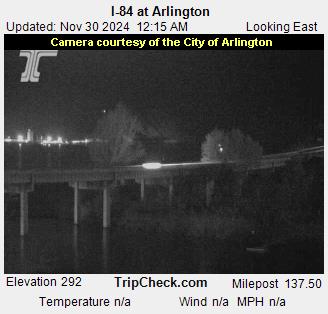 I-84 at Arlington
Updated: Nov 30 2024 12:15 AM Looking East
Camera courtesy of the City of Arlington
Elevation 292 TripCheck.com Milepost 137.50
Temperature n/a Wind n/a MPH n/a